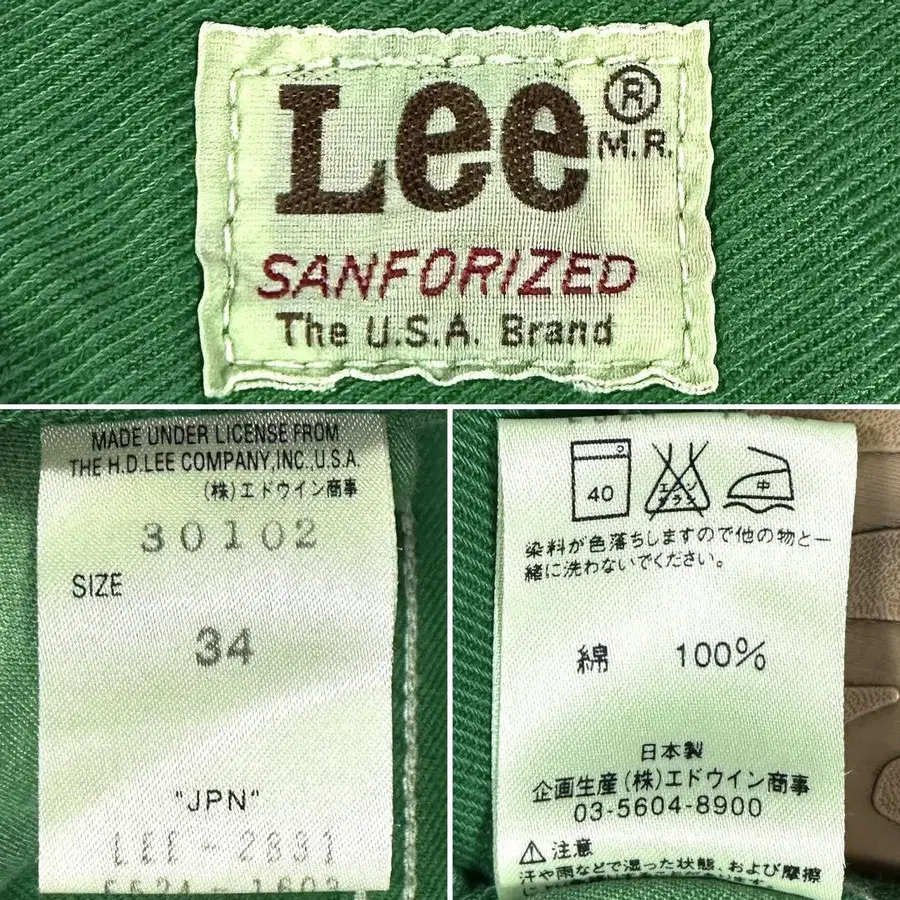 Lee®
M.R.
SANFORIZED
The U.S.A. Brand
MADE UNDER LICENSE FROM
THE H.D.LEE COMPANY,INC.,U.S.A.
(株)エドウイン商事
30102
SIZE
34
"JPN"
LEE-2831
40
エンソ
サラシ
中
染料が色落ちしますので他の物と一
緒に洗わないでください。
綿 100%
日本製
企画生産(株)エドウイン商事
03-5604-8900
⚠注意
汗や雨などで湿った状態、および摩擦